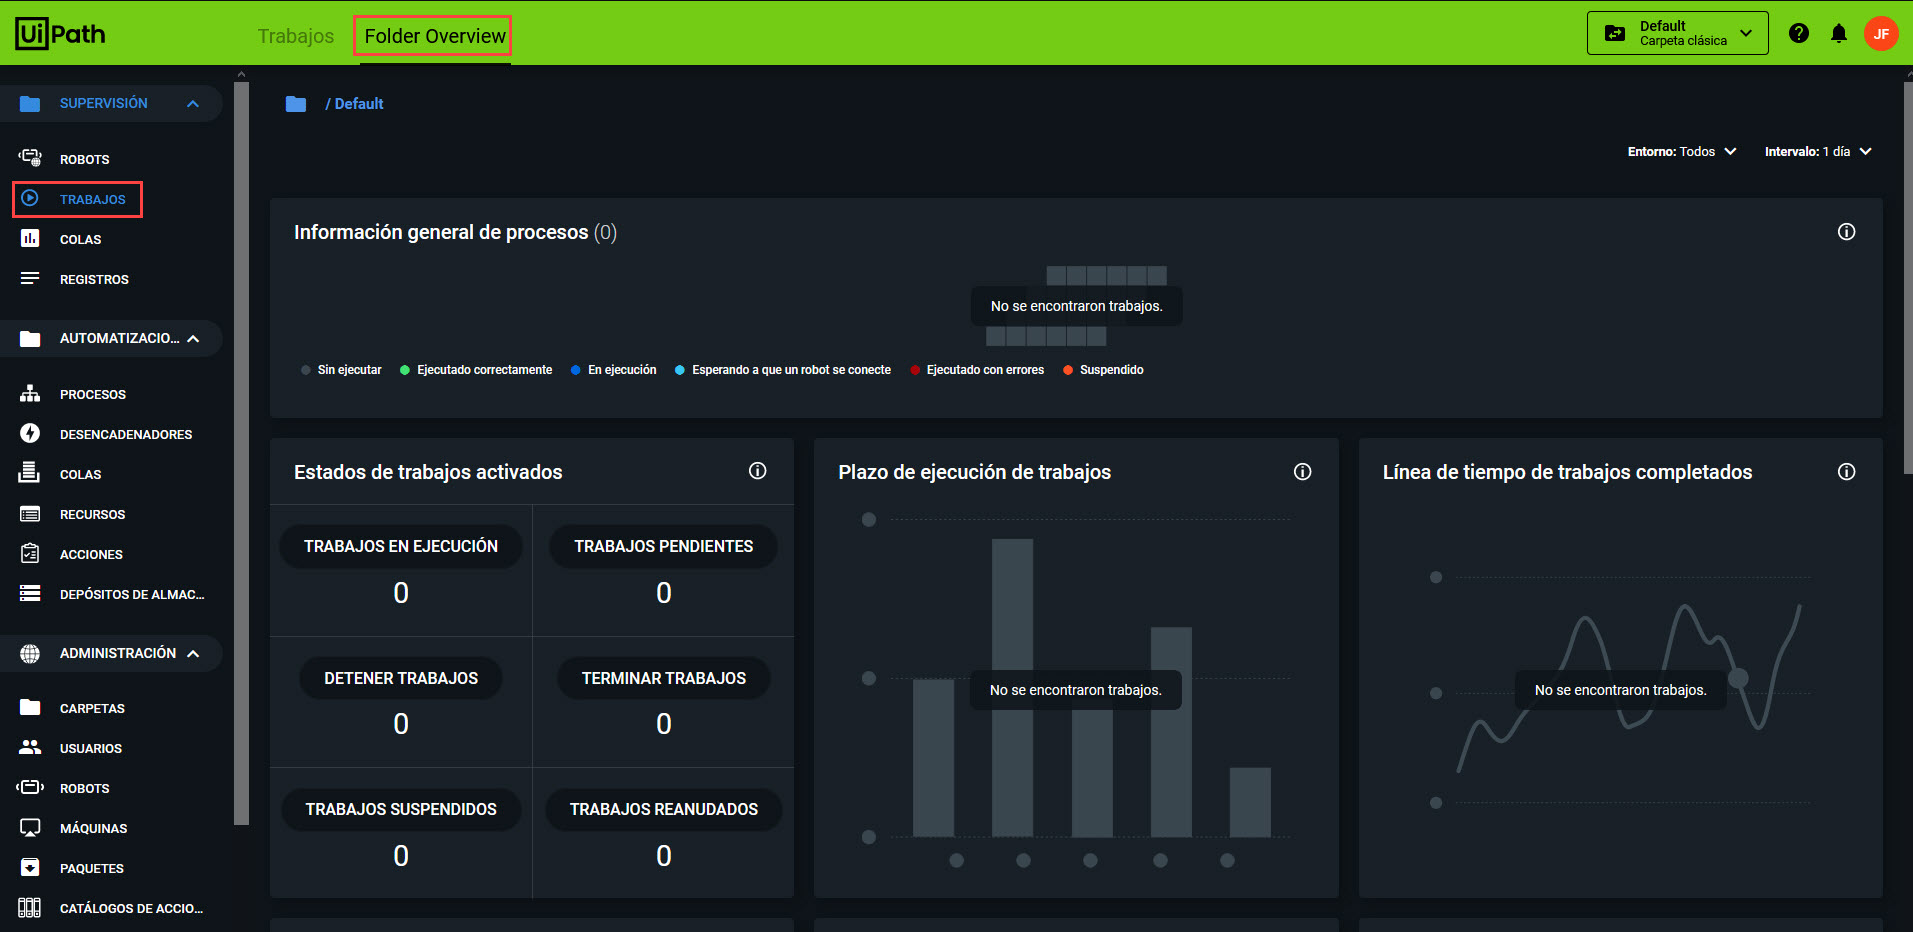 UiPath
Trabajos
Folder Overview
Default
Carpeta clásica
JF
SUPERVISIÓN
ROBOTS
TRABAJOS
COLAS
REGISTROS
AUTOMATIZACIO...
PROCESOS
DESENCADENADORES
COLAS
RECURSOS
ACCIONES
DEPÓSITOS DE ALMAC...
ADMINISTRACIÓN
CARPETAS
USUARIOS
ROBOTS
MÁQUINAS
PAQUETES
CATÁLOGOS DE ACCIO...
/ Default
Entorno: Todos
Intervalo: 1 día
Información general de procesos (0)
No se encontraron trabajos.
Sin ejecutar
Ejecutado correctamente
En ejecución
Esperando a que un robot se conecte
Ejecutado con errores
Suspendido
Estados de trabajos activados
TRABAJOS EN EJECUCIÓN
0
TRABAJOS PENDIENTES
0
DETENER TRABAJOS
0
TERMINAR TRABAJOS
0
TRABAJOS SUSPENDIDOS
0
TRABAJOS REANUDADOS
0
Plazo de ejecución de trabajos
No se encontraron trabajos.
Línea de tiempo de trabajos completados
No se encontraron trabajos.